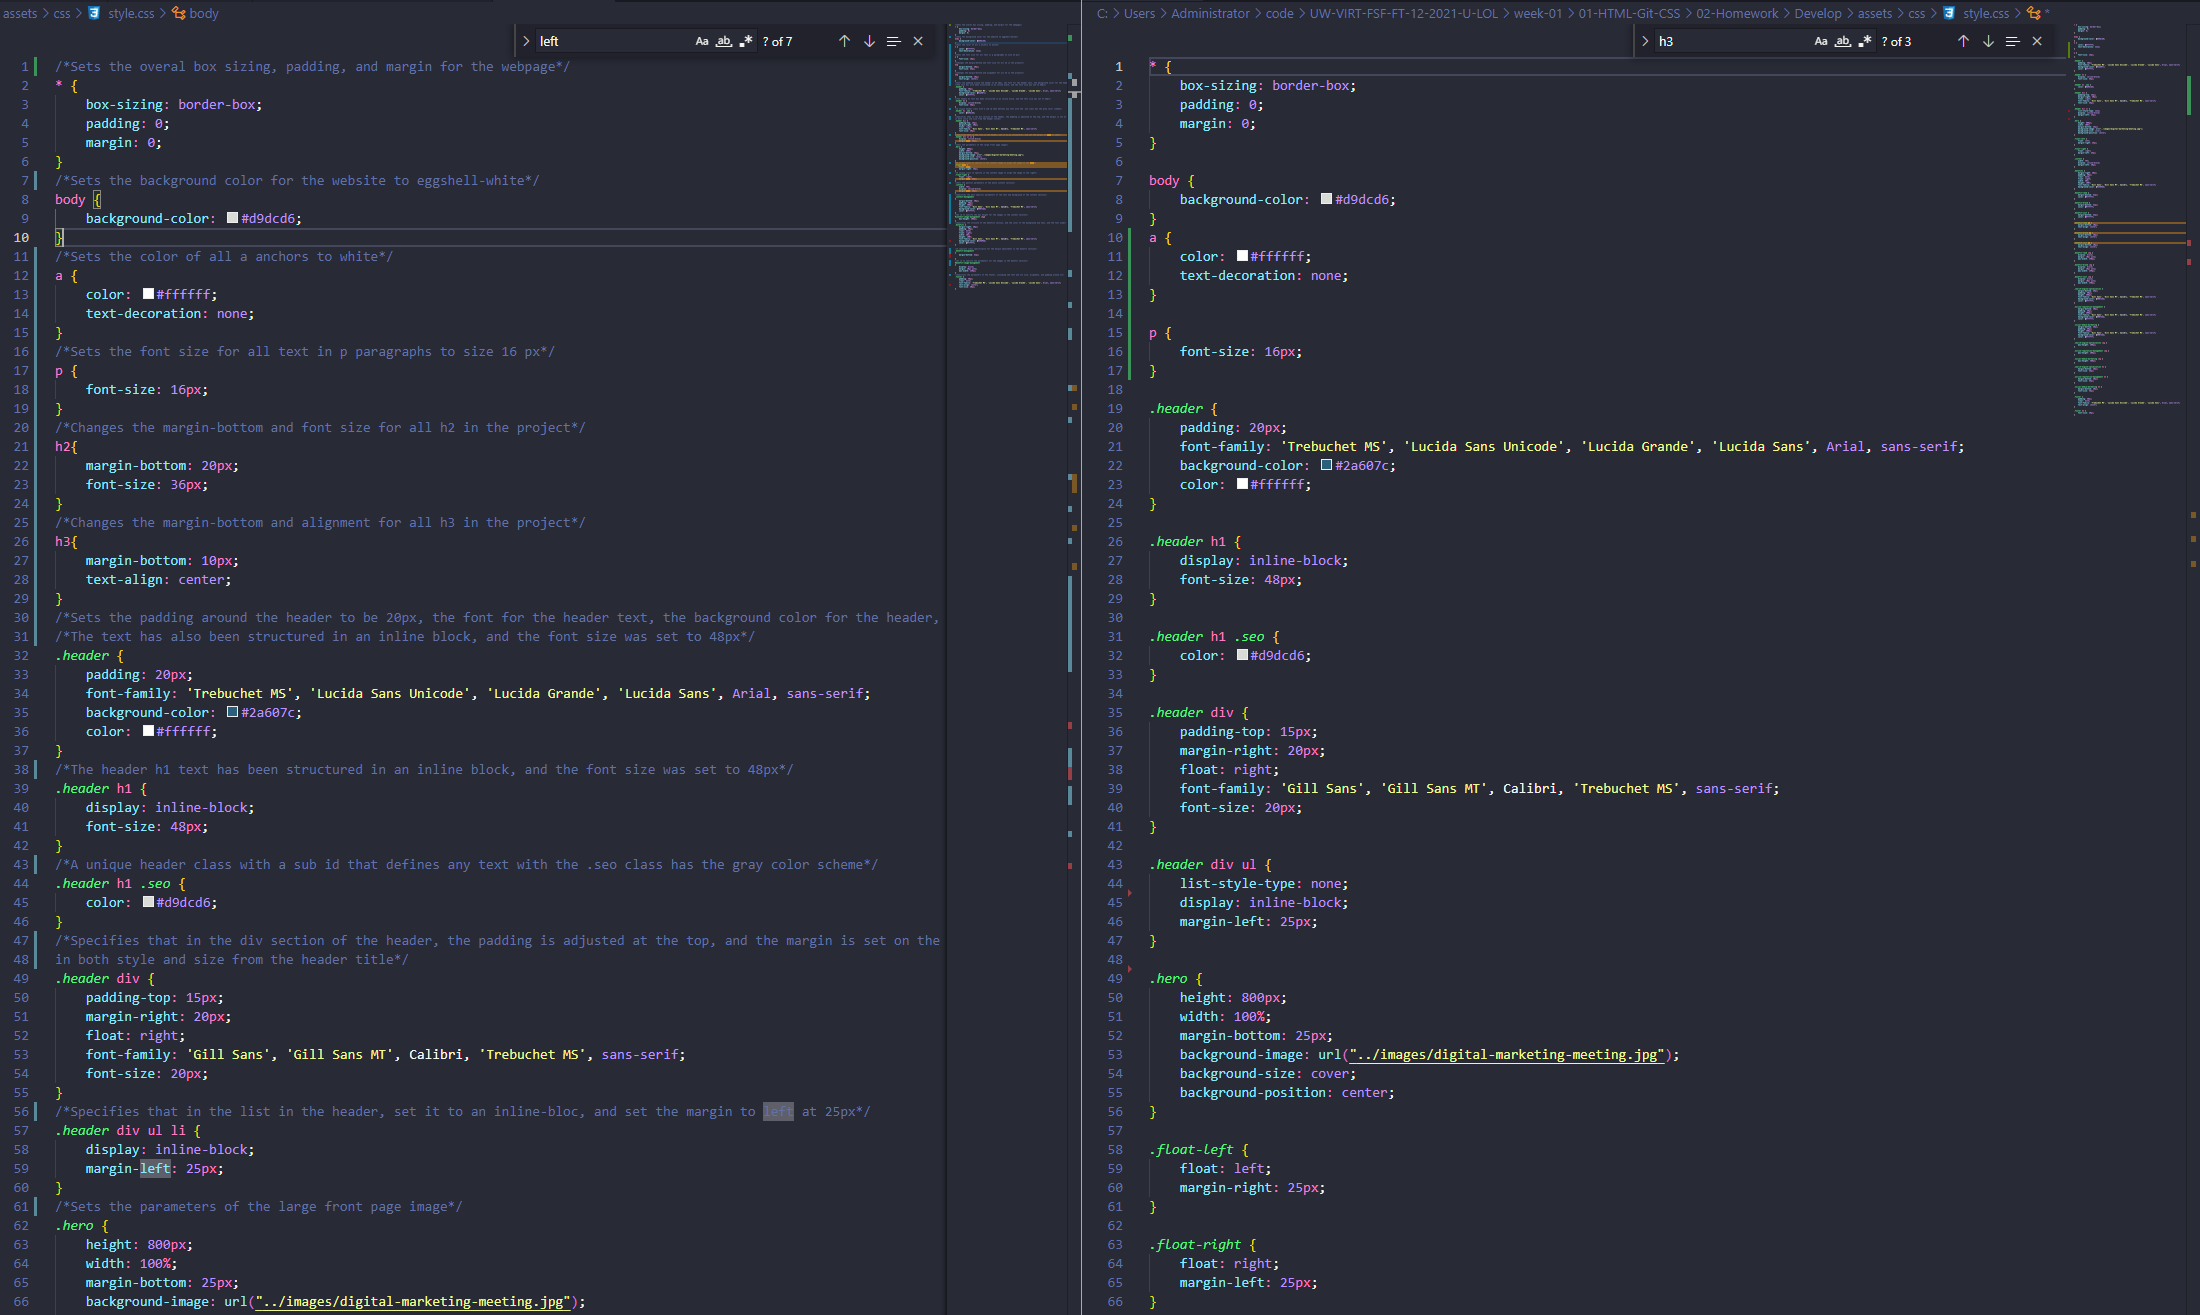 assets > css > style.css > body
left
Aa ab .* ? of 7
1 /*Sets the overal box sizing, padding, and margin for the webpage*/
2 * {
3 box-sizing: border-box;
4 padding: 0;
5 margin: 0;
6 }
7 /*Sets the background color for the website to eggshell-white*/
8 body {
9 background-color: #d9dcd6;
10 }
11 /*Sets the color of all a anchors to white*/
12 a {
13 color: #ffffff;
14 text-decoration: none;
15 }
16 /*Sets the font size for all text in p paragraphs to size 16 px*/
17 p {
18 font-size: 16px;
19 }
20 /*Changes the margin-bottom and font size for all h2 in the project*/
21 h2{
22 margin-bottom: 20px;
23 font-size: 36px;
24 }
25 /*Changes the margin-bottom and alignment for all h3 in the project*/
26 h3{
27 margin-bottom: 10px;
28 text-align: center;
29 }
30 /*Sets the padding around the header to be 20px, the font for the header text, the background color for the header,
31 /*The text has also been structured in an inline block, and the font size was set to 48px*/
32 .header {
33 padding: 20px;
34 font-family: 'Trebuchet MS', 'Lucida Sans Unicode', 'Lucida Grande', 'Lucida Sans', Arial, sans-serif;
35 background-color: #2a607c;
36 color: #ffffff;
37 }
38 /*The header h1 text has been structured in an inline block, and the font size was set to 48px*/
39 .header h1 {
40 display: inline-block;
41 font-size: 48px;
42 }
43 /*A unique header class with a sub id that defines any text with the .seo class has the gray color scheme*/
44 .header h1 .seo {
45 color: #d9dcd6;
46 }
47 /*Specifies that in the div section of the header, the padding is adjusted at the top, and the margin is set on the
48 in both style and size from the header title*/
49 .header div {
50 padding-top: 15px;
51 margin-right: 20px;
52 float: right;
53 font-family: 'Gill Sans', 'Gill Sans MT', Calibri, 'Trebuchet MS', sans-serif;
54 font-size: 20px;
55 }
56 /*Specifies that in the list in the header, set it to an inline-bloc, and set the margin to left at 25px*/
57 .header div ul li {
58 display: inline-block;
59 margin-left: 25px;
60 }
61 /*Sets the parameters of the large front page image*/
62 .hero {
63 height: 800px;
64 width: 100%;
65 margin-bottom: 25px;
66 background-image: url("../images/digital-marketing-meeting.jpg");
C: > Users > Administrator > code > UW-VIRT-FSF-FT-12-2021-U-LOL > week-01 > 01-HTML-Git-CSS > 02-Homework > Develop > assets > css > style.css > *
h3
Aa ab .* ? of 3
1 * {
2 box-sizing: border-box;
3 padding: 0;
4 margin: 0;
5 }
6
7 body {
8 background-color: #d9dcd6;
9 }
10 a {
11 color: #ffffff;
12 text-decoration: none;
13 }
14
15 p {
16 font-size: 16px;
17 }
18
19 .header {
20 padding: 20px;
21 font-family: 'Trebuchet MS', 'Lucida Sans Unicode', 'Lucida Grande', 'Lucida Sans', Arial, sans-serif;
22 background-color: #2a607c;
23 color: #ffffff;
24 }
25
26 .header h1 {
27 display: inline-block;
28 font-size: 48px;
29 }
30
31 .header h1 .seo {
32 color: #d9dcd6;
33 }
34
35 .header div {
36 padding-top: 15px;
37 margin-right: 20px;
38 float: right;
39 font-family: 'Gill Sans', 'Gill Sans MT', Calibri, 'Trebuchet MS', sans-serif;
40 font-size: 20px;
41 }
42
43 .header div ul {
44 list-style-type: none;
45 display: inline-block;
46 margin-left: 25px;
47 }
48
49 .hero {
50 height: 800px;
51 width: 100%;
52 margin-bottom: 25px;
53 background-image: url("../images/digital-marketing-meeting.jpg");
54 background-size: cover;
55 background-position: center;
56 }
57
58 .float-left {
59 float: left;
60 margin-right: 25px;
61 }
62
63 .float-right {
64 float: right;
65 margin-left: 25px;
66 }